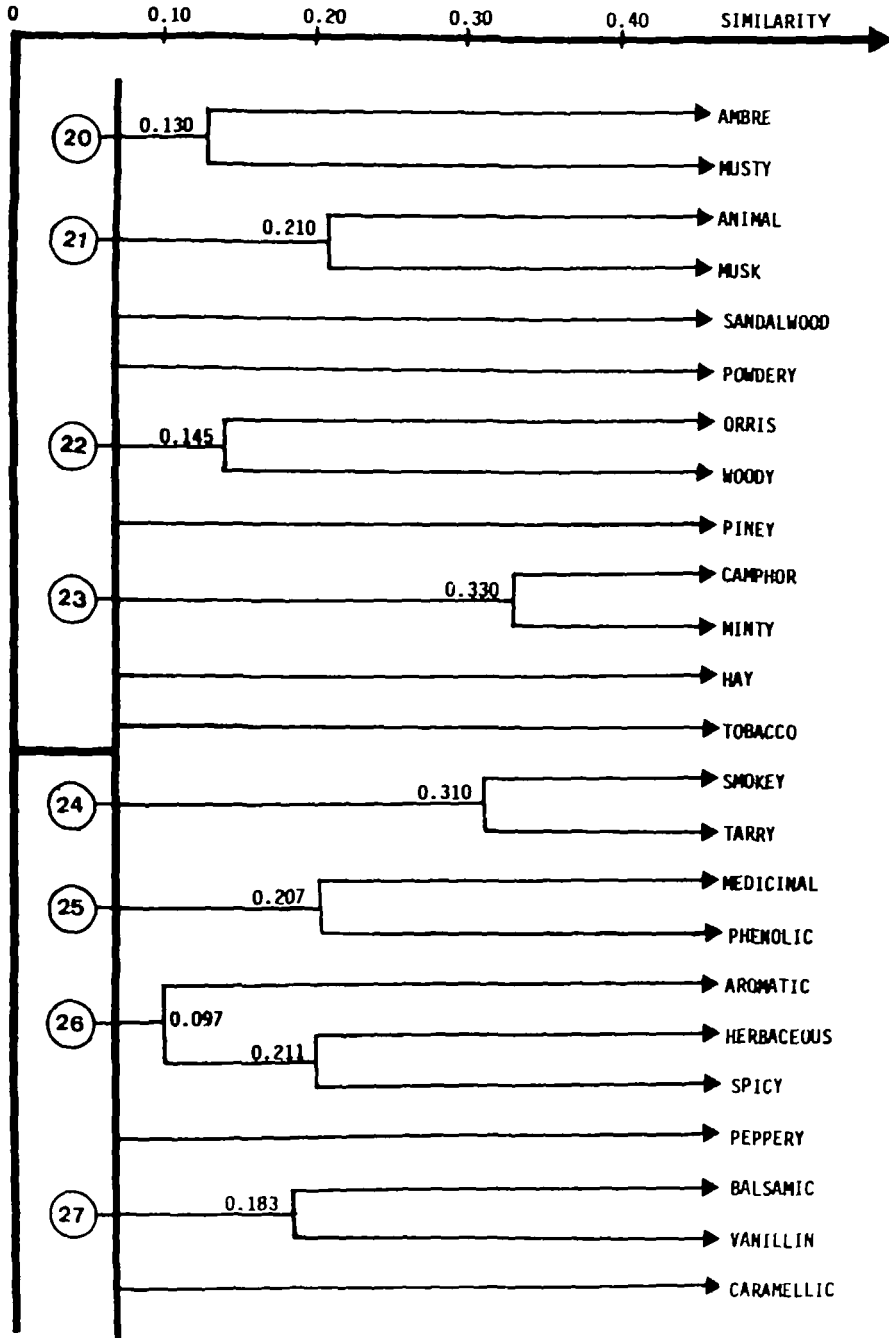 0 0.10 0.20 0.30 0.40 SIMILARITY
AMBRE
20 0.130
MUSTY
ANIMAL
21 0.210
MUSK
SANDALWOOD
POWDERY
ORRIS
22 0.145
WOODY
PINEY
CAMPHOR
23 0.330
MINTY
HAY
TOBACCO
SMOKEY
24 0.310
TARRY
MEDICINAL
25 0.207
PHENOLIC
AROMATIC
26 0.097
HERBACEOUS
0.211
SPICY
PEPPERY
BALSAMIC
27 0.183
VANILLIN
CARAMELLIC